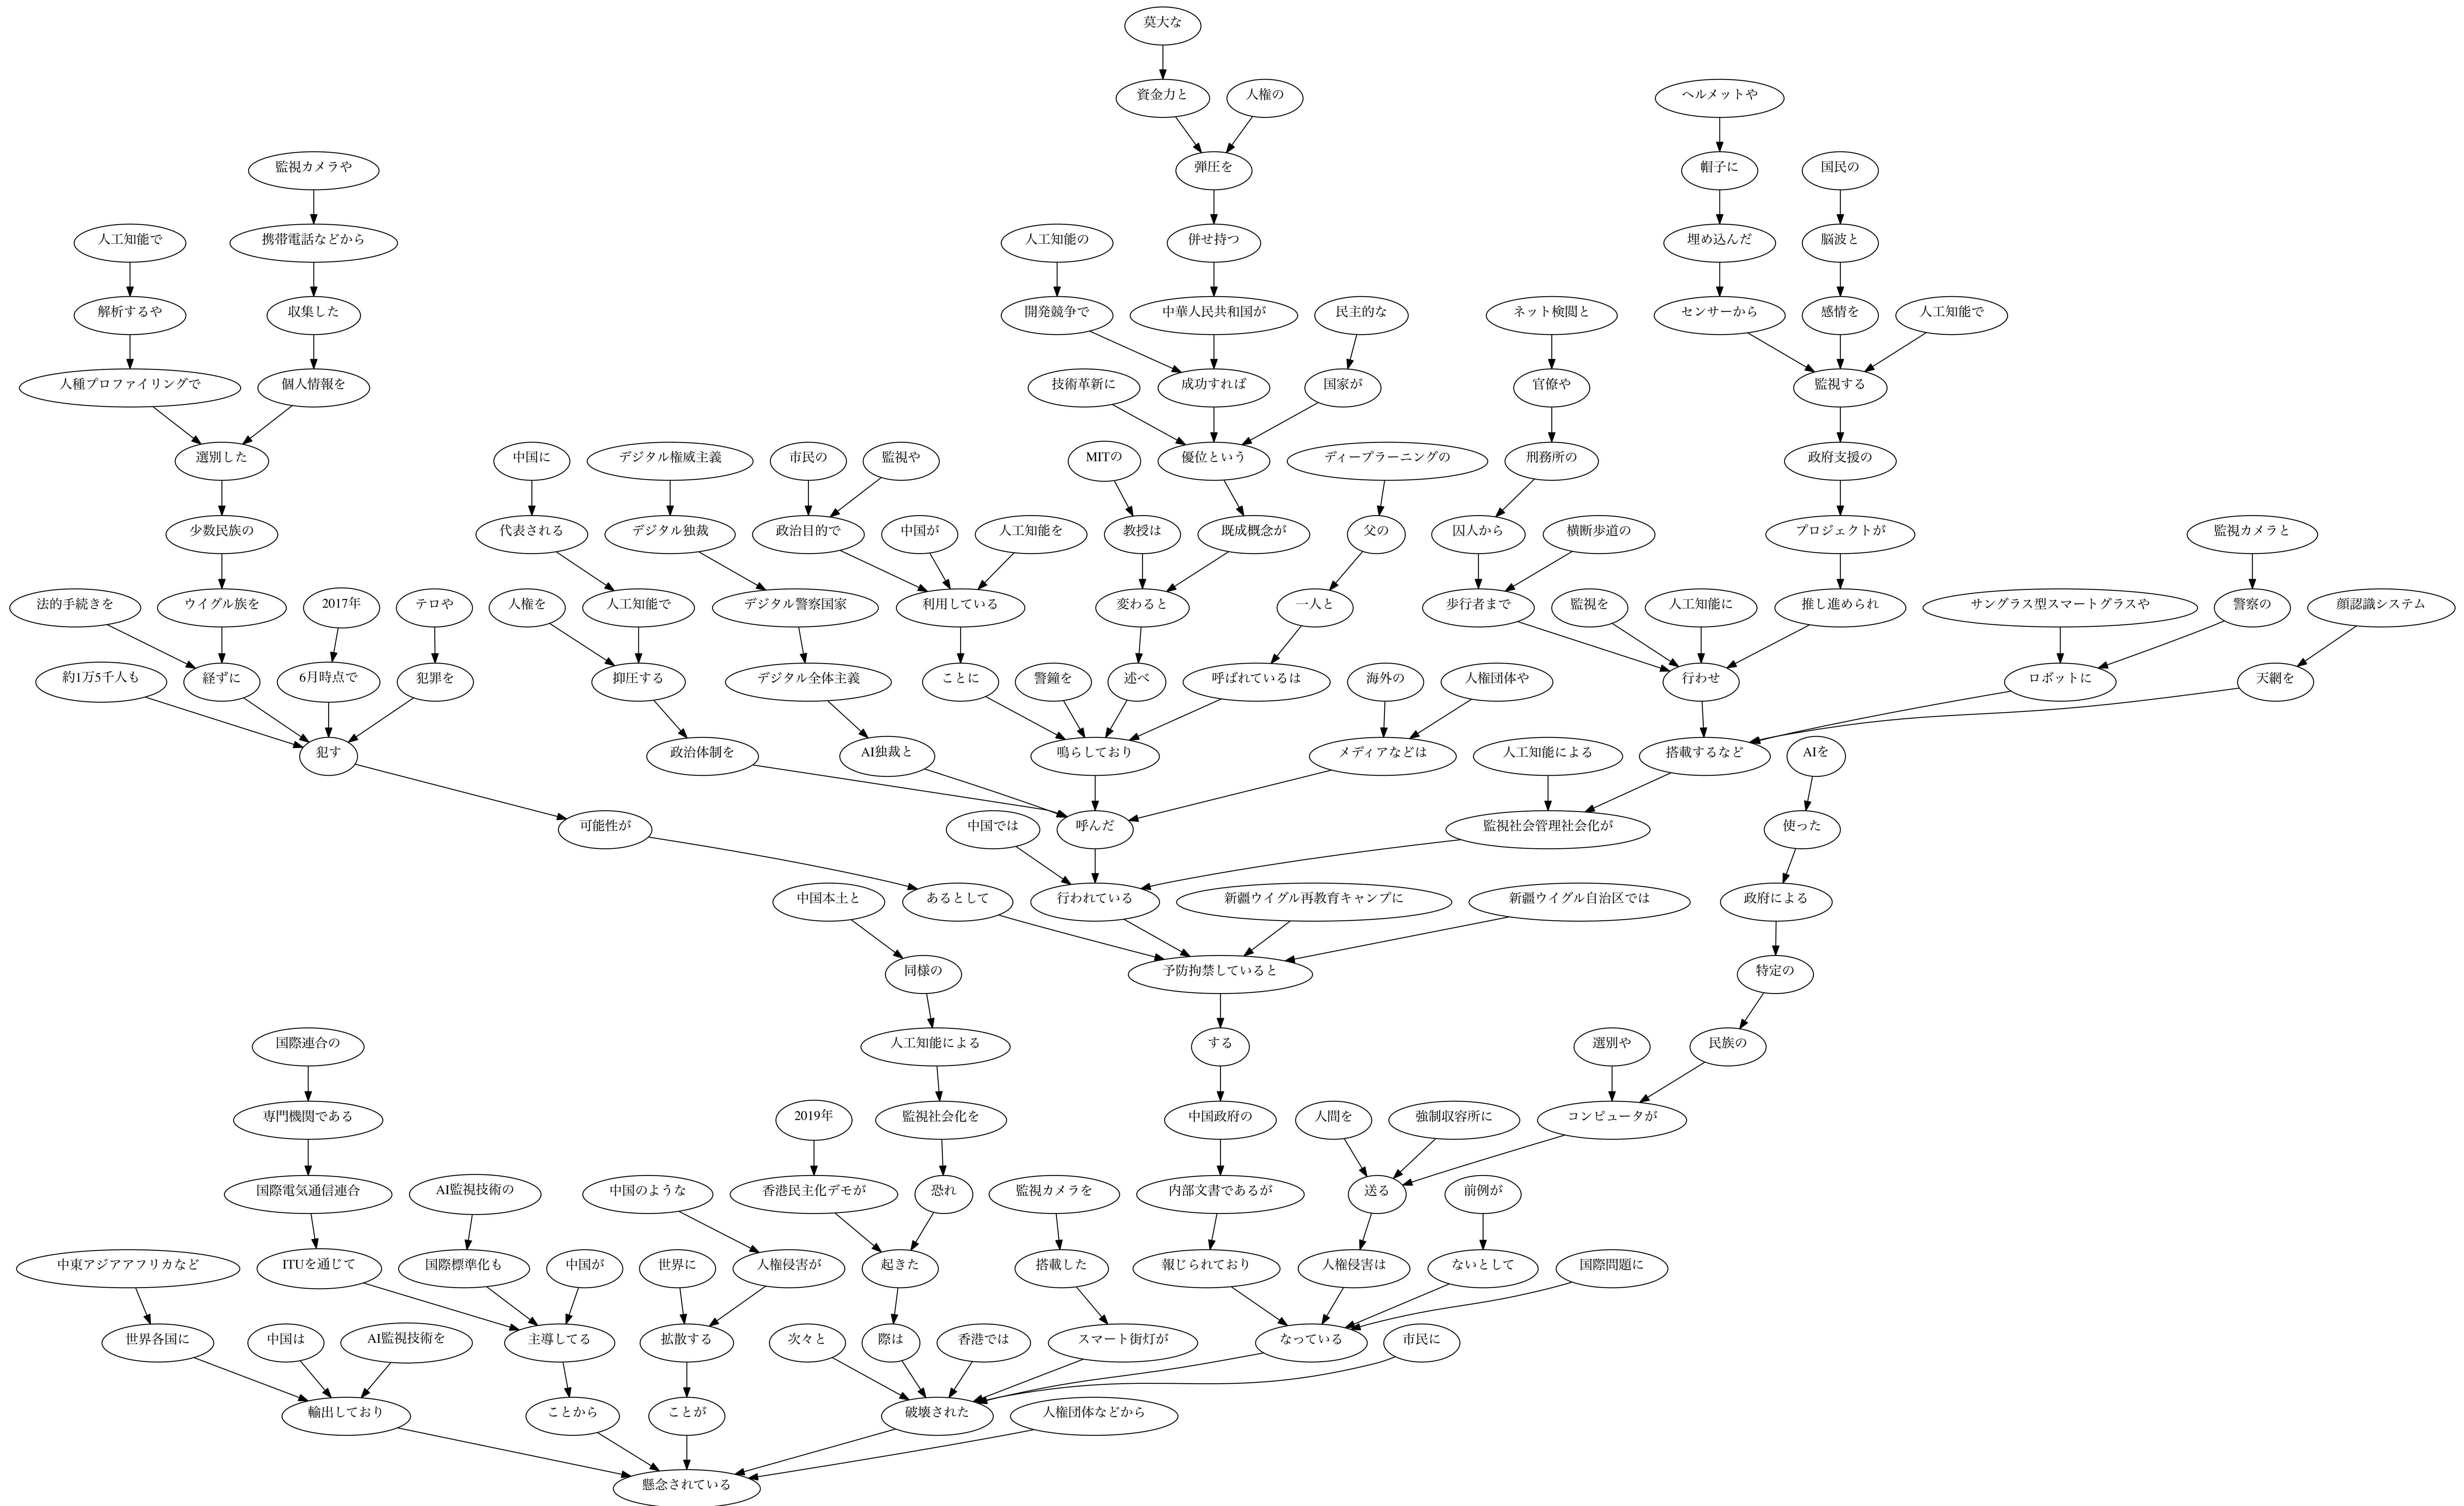 莫大な
資金力と
人権の
ヘルメットや
監視カメラや
弾圧を
帽子に
国民の
人工知能で
携帯電話などから
人工知能の
併せ持つ
埋め込んだ
脳波と
解析するや
収集した
開発競争で
中華人民共和国が
民主的な
ネット検閲と
センサーから
感情を
人工知能で
人種プロファイリングで
個人情報を
技術革新に
成功すれば
国家が
官僚や
監視する
選別した
中国に
デジタル権威主義
市民の
監視や
MITの
優位という
ディープラーニングの
刑務所の
政府支援の
少数民族の
代表される
デジタル独裁
政治目的で
中国が
人工知能を
教授は
既成概念が
父の
囚人から
横断歩道の
プロジェクトが
監視カメラと
法的手続きを
ウイグル族を
2017年
テロや
人権を
人工知能で
デジタル警察国家
利用している
変わると
一人と
歩行者まで
監視を
人工知能に
推し進められ
サングラス型スマートグラスや
警察の
顔認識システム
約1万5千人も
経ずに
6月時点で
犯罪を
抑圧する
デジタル全体主義
ことに
警鐘を
述べ
呼ばれているは
海外の
人権団体や
行わせ
ロボットに
天網を
犯す
政治体制を
AI独裁と
鳴らしており
メディアなどは
人工知能による
搭載するなど
AIを
可能性が
中国では
呼んだ
監視社会管理社会化が
使った
中国本土と
あるとして
行われている
新疆ウイグル再教育キャンプに
新疆ウイグル自治区では
政府による
同様の
予防拘禁していると
特定の
国際連合の
人工知能による
する
選別や
民族の
専門機関である
2019年
監視社会化を
中国政府の
人間を
強制収容所に
コンピュータが
国際電気通信連合
AI監視技術の
中国のような
香港民主化デモが
恐れ
監視カメラを
内部文書であるが
送る
前例が
中東アジアアフリカなど
ITUを通じて
国際標準化も
中国が
世界に
人権侵害が
起きた
搭載した
報じられており
人権侵害は
ないとして
国際問題に
世界各国に
中国は
AI監視技術を
主導してる
拡散する
次々と
際は
香港では
スマート街灯が
なっている
市民に
輸出しており
ことから
ことが
破壊された
人権団体などから
懸念されている